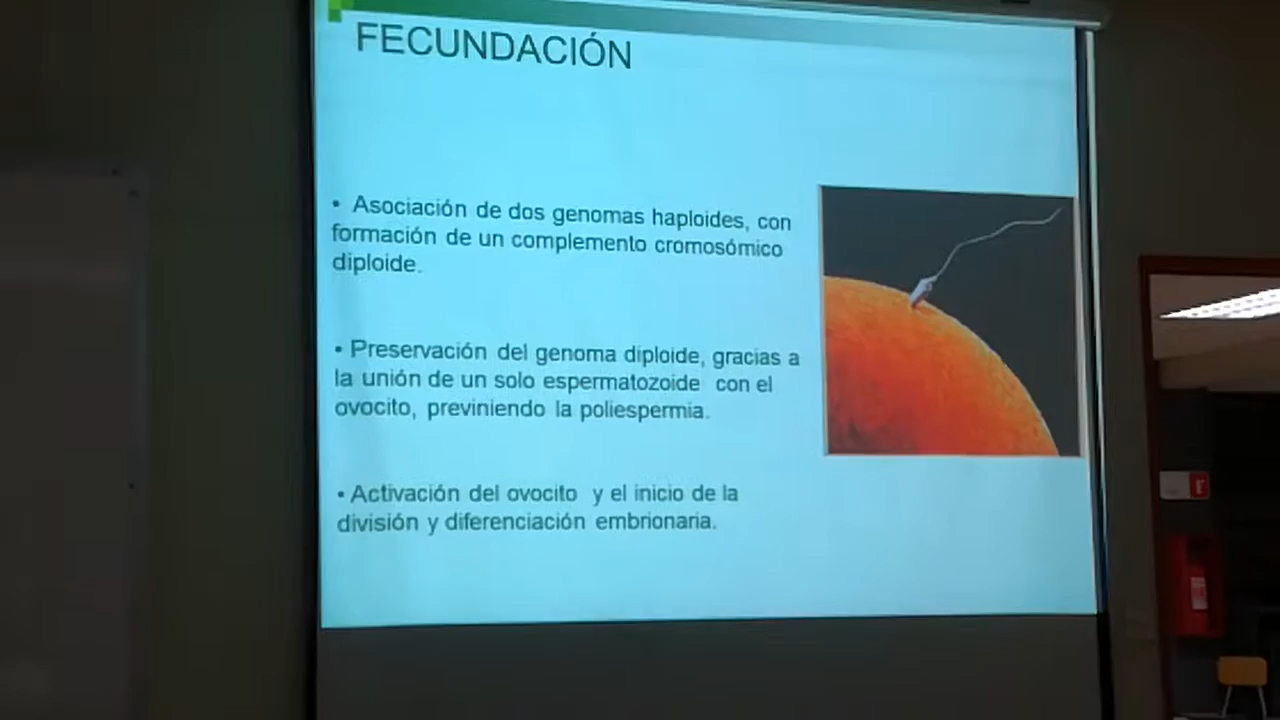 FECUNDACIÓN
• Asociación de dos genomas haploides, con
formación de un complemento cromosómico
diploide.
• Preservación del genoma diploide, gracias a
la unión de un solo espermatozoide con el
ovocito, previniendo la poliespermia.
• Activación del ovocito y el inicio de la
división y diferenciación embrionaria.